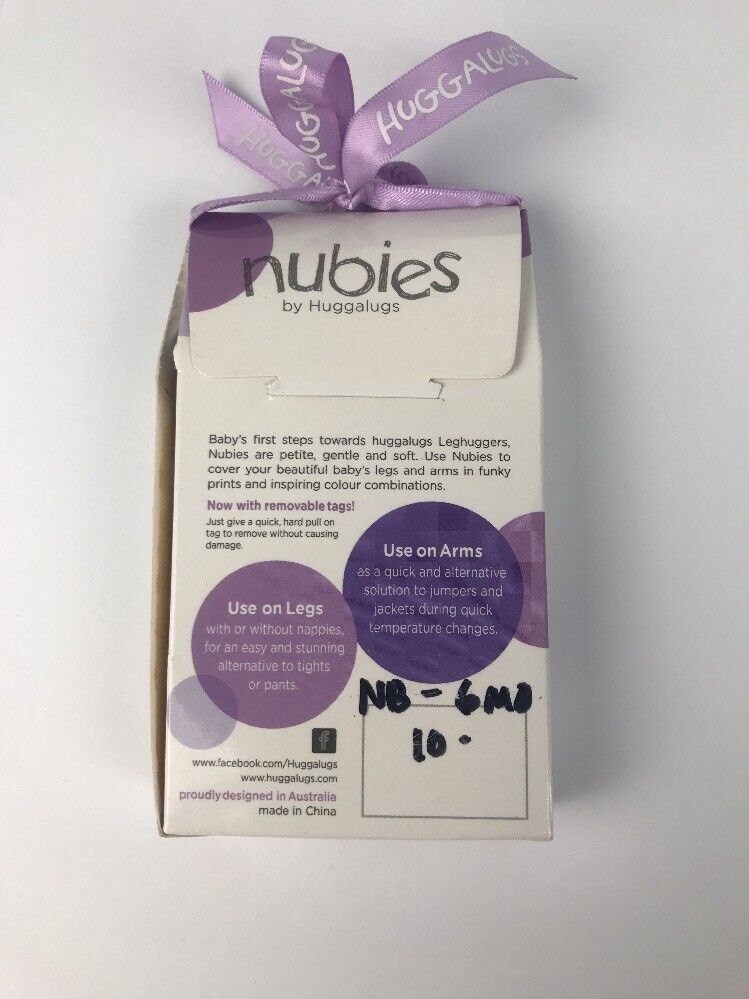 HUGGALUGS
HUGGALUG
HUGGA
nubies
by Huggalugs
Baby's first steps towards huggalugs Leghuggers,
Nubies are petite, gentle and soft. Use Nubies to
cover your beautiful baby's legs and arms in funky
prints and inspiring colour combinations.
Now with removable tags!
Just give a quick, hard pull on
tag to remove without causing
damage.
Use on Arms
as a quick and alternative
solution to jumpers and
jackets during quick
temperature changes.
Use on Legs
with or without nappies,
for an easy and stunning
alternative to tights
or pants.
NB - 6MO
10.
f
www.facebook.com/Huggalugs
www.huggalugs.com
proudly designed in Australia
made in China